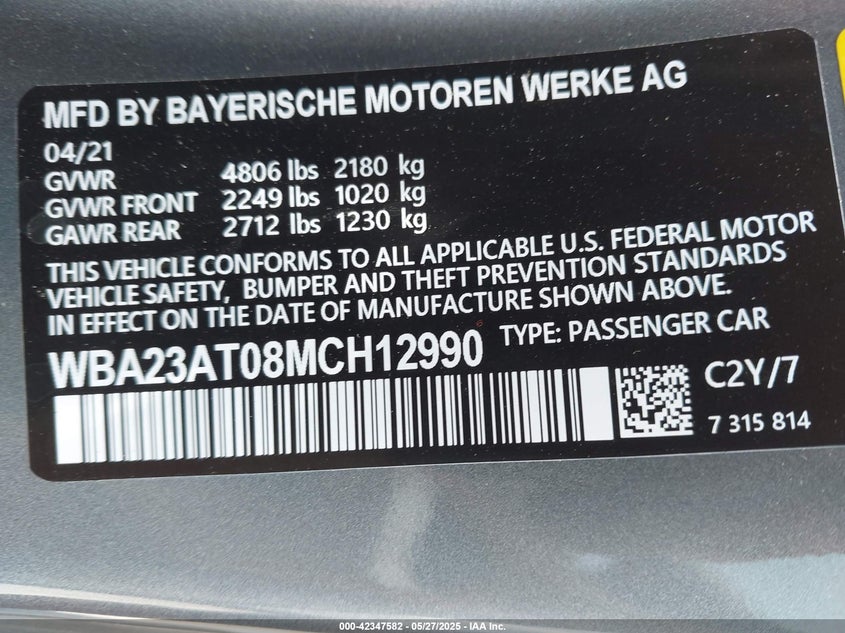 MFD BY BAYERISCHE MOTOREN WERKE AG
04/21
GVWR 4806 lbs 2180 kg
GVWR FRONT 2249 lbs 1020 kg
GAWR REAR 2712 lbs 1230 kg
THIS VEHICLE CONFORMS TO ALL APPLICABLE U.S. FEDERAL MOTOR
VEHICLE SAFETY, BUMPER AND THEFT PREVENTION STANDARDS
IN EFFECT ON THE DATE OF MANUFACTURE SHOWN ABOVE.
WBA23AT08MCH12990 TYPE: PASSENGER CAR
C2Y/7
7 315 814
000-42347582 - 05/27/2025 - IAA Inc.